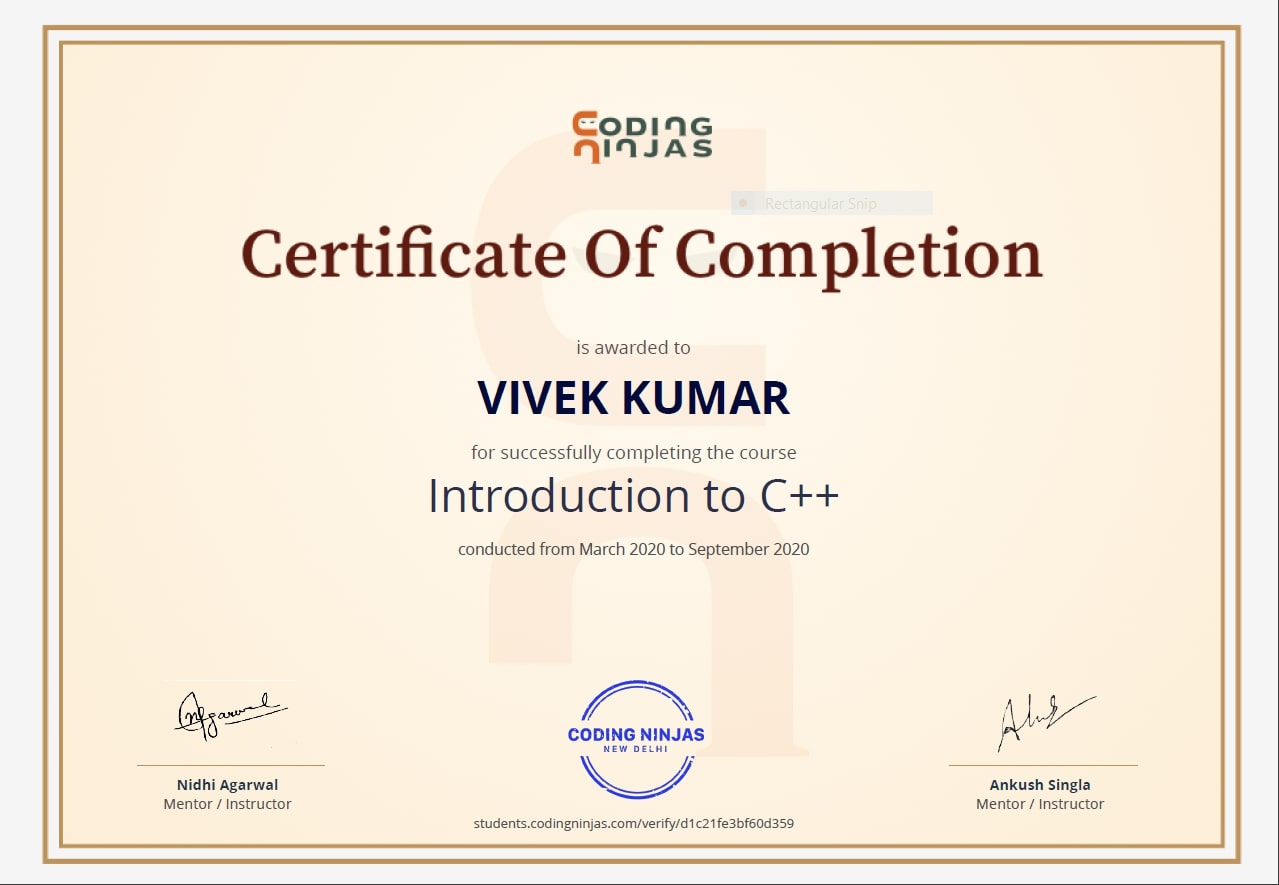 CODING
NINJAS
Rectangular Snip
Certificate Of Completion
is awarded to
VIVEK KUMAR
for successfully completing the course
Introduction to C++
conducted from March 2020 to September 2020
NAgarwal
CODING NINJAS
NEW DELHI
Nidhi Agarwal
Mentor / Instructor
Ankush Singla
Mentor / Instructor
students.codingninjas.com/verify/d1c21fe3bf60d359